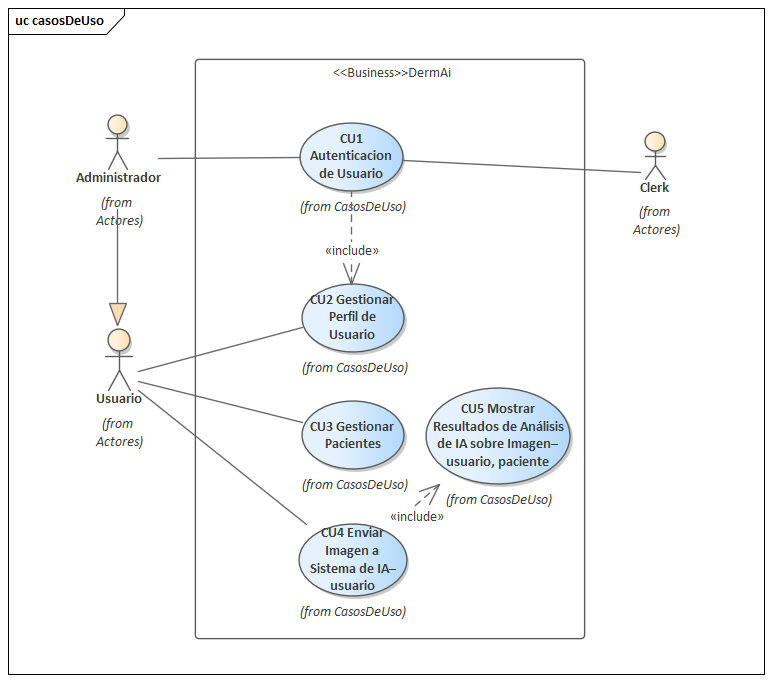 uc casosDeUso
<<Business>>DermAi
CU1
Autenticacion
de Usuario
(from CasosDeUso)
Administrador
(from
Actores)
Clerk
(from
Actores)
«include»
CU2 Gestionar
Perfil de
Usuario
(from CasosDeUso)
Usuario
(from
Actores)
CU3 Gestionar
Pacientes
(from CasosDeUso)
CU5 Mostrar
Resultados de Análisis
de IA sobre Imagen–
usuario, paciente
(from CasosDeUso)
«include»
CU4 Enviar
Imagen a
Sistema de IA–
usuario
(from CasosDeUso)